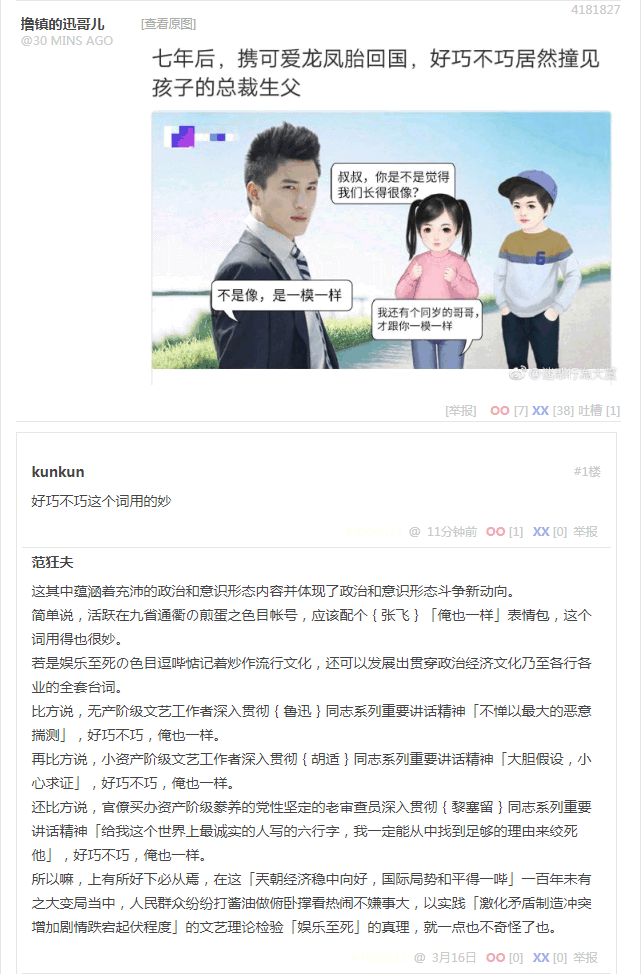 4181827
撸镇的迅哥儿 [查看原图]
@30 MINS AGO
七年后，携可爱龙凤胎回国，好巧不巧居然撞见
孩子的总裁生父
叔叔，你是不是觉得
我们长得很像？
不是像，是一模一样
我还有个同岁的哥哥，
才跟你一模一样
[举报] OO [7] XX [38] 吐槽 [1]
kunkun #1楼
好巧不巧这个词用的妙
@ 11分钟前 OO [1] XX [0] 举报
范狂夫
这其中蕴涵着充沛的政治和意识形态内容并体现了政治和意识形态斗争新动向。
简单说，活跃在九省通衢の煎蛋之色目帐号，应该配个｛张飞｝「俺也一样」表情包，这个
词用得也很妙。
若是娱乐至死の色目逗哔惦记着炒作流行文化，还可以发展出贯穿政治经济文化乃至各行各
业的全套台词。
比方说，无产阶级文艺工作者深入贯彻｛鲁迅｝同志系列重要讲话精神「不惮以最大的恶意
揣测」，好巧不巧，俺也一样。
再比方说，小资产阶级文艺工作者深入贯彻｛胡适｝同志系列重要讲话精神「大胆假设，小
心求证」，好巧不巧，俺也一样。
还比方说，官僚买办资产阶级豢养的党性坚定的老审查员深入贯彻｛黎塞留｝同志系列重要
讲话精神「给我这个世界上最诚实的人写的六行字，我一定能从中找到足够的理由来绞死
他」，好巧不巧，俺也一样。
所以嘛，上有所好下必从焉，在这「天朝经济稳中向好，国际局势和平得一哔」一百年未有
之大变局当中，人民群众纷纷打酱油做俯卧撑看热闹不嫌事大，以实践「激化矛盾制造冲突
增加剧情跌宕起伏程度」的文艺理论检验「娱乐至死」的真理，就一点也不奇怪了也。
@ 3月16日 OO [0] XX [0] 举报